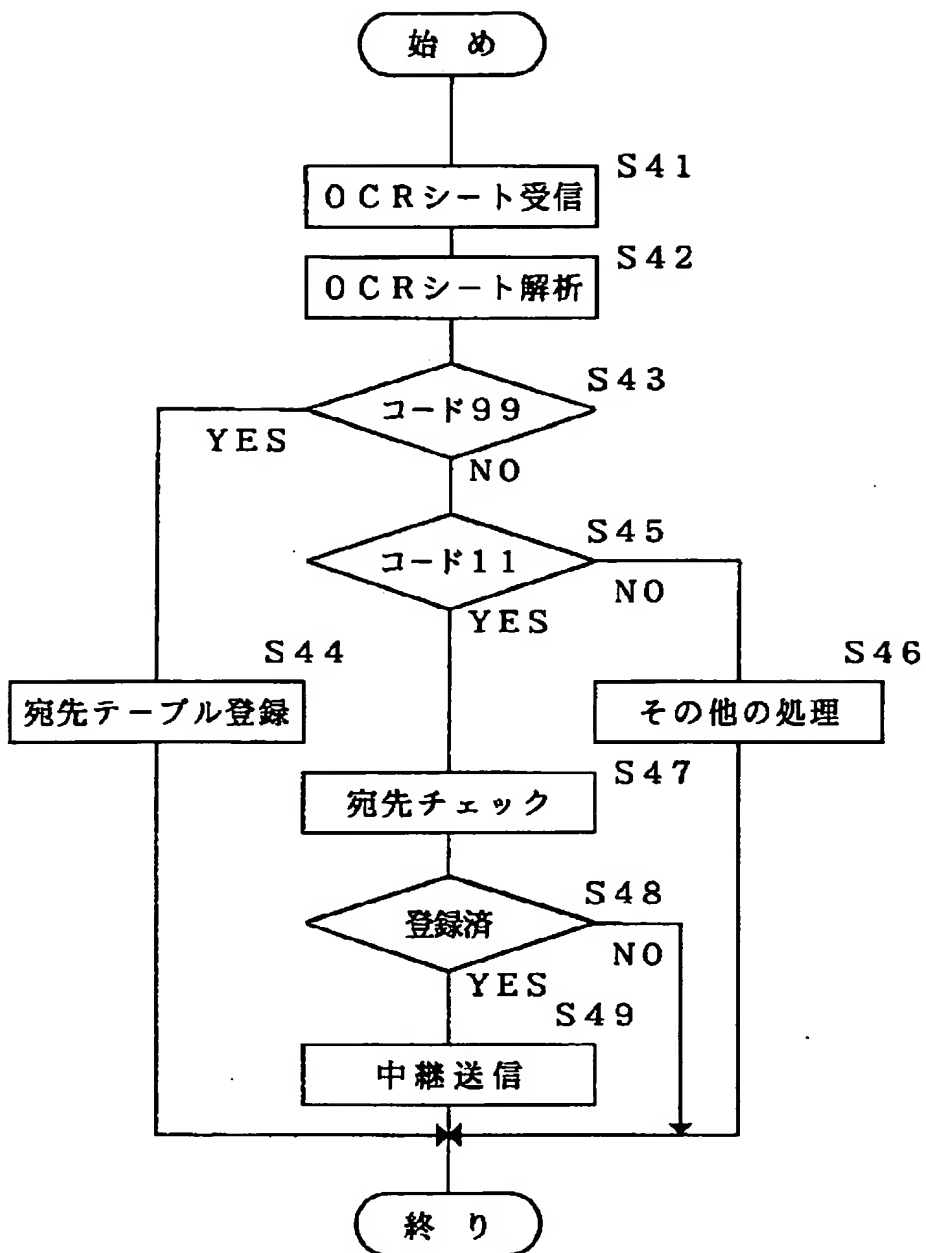 始め
S41
OCRシート受信
S42
OCRシート解析
S43
コード99
YES
NO
S45
コード11
NO
YES
S44
S46
宛先テーブル登録
その他の処理
S47
宛先チェック
S48
登録済
NO
YES
S49
中継送信
終り